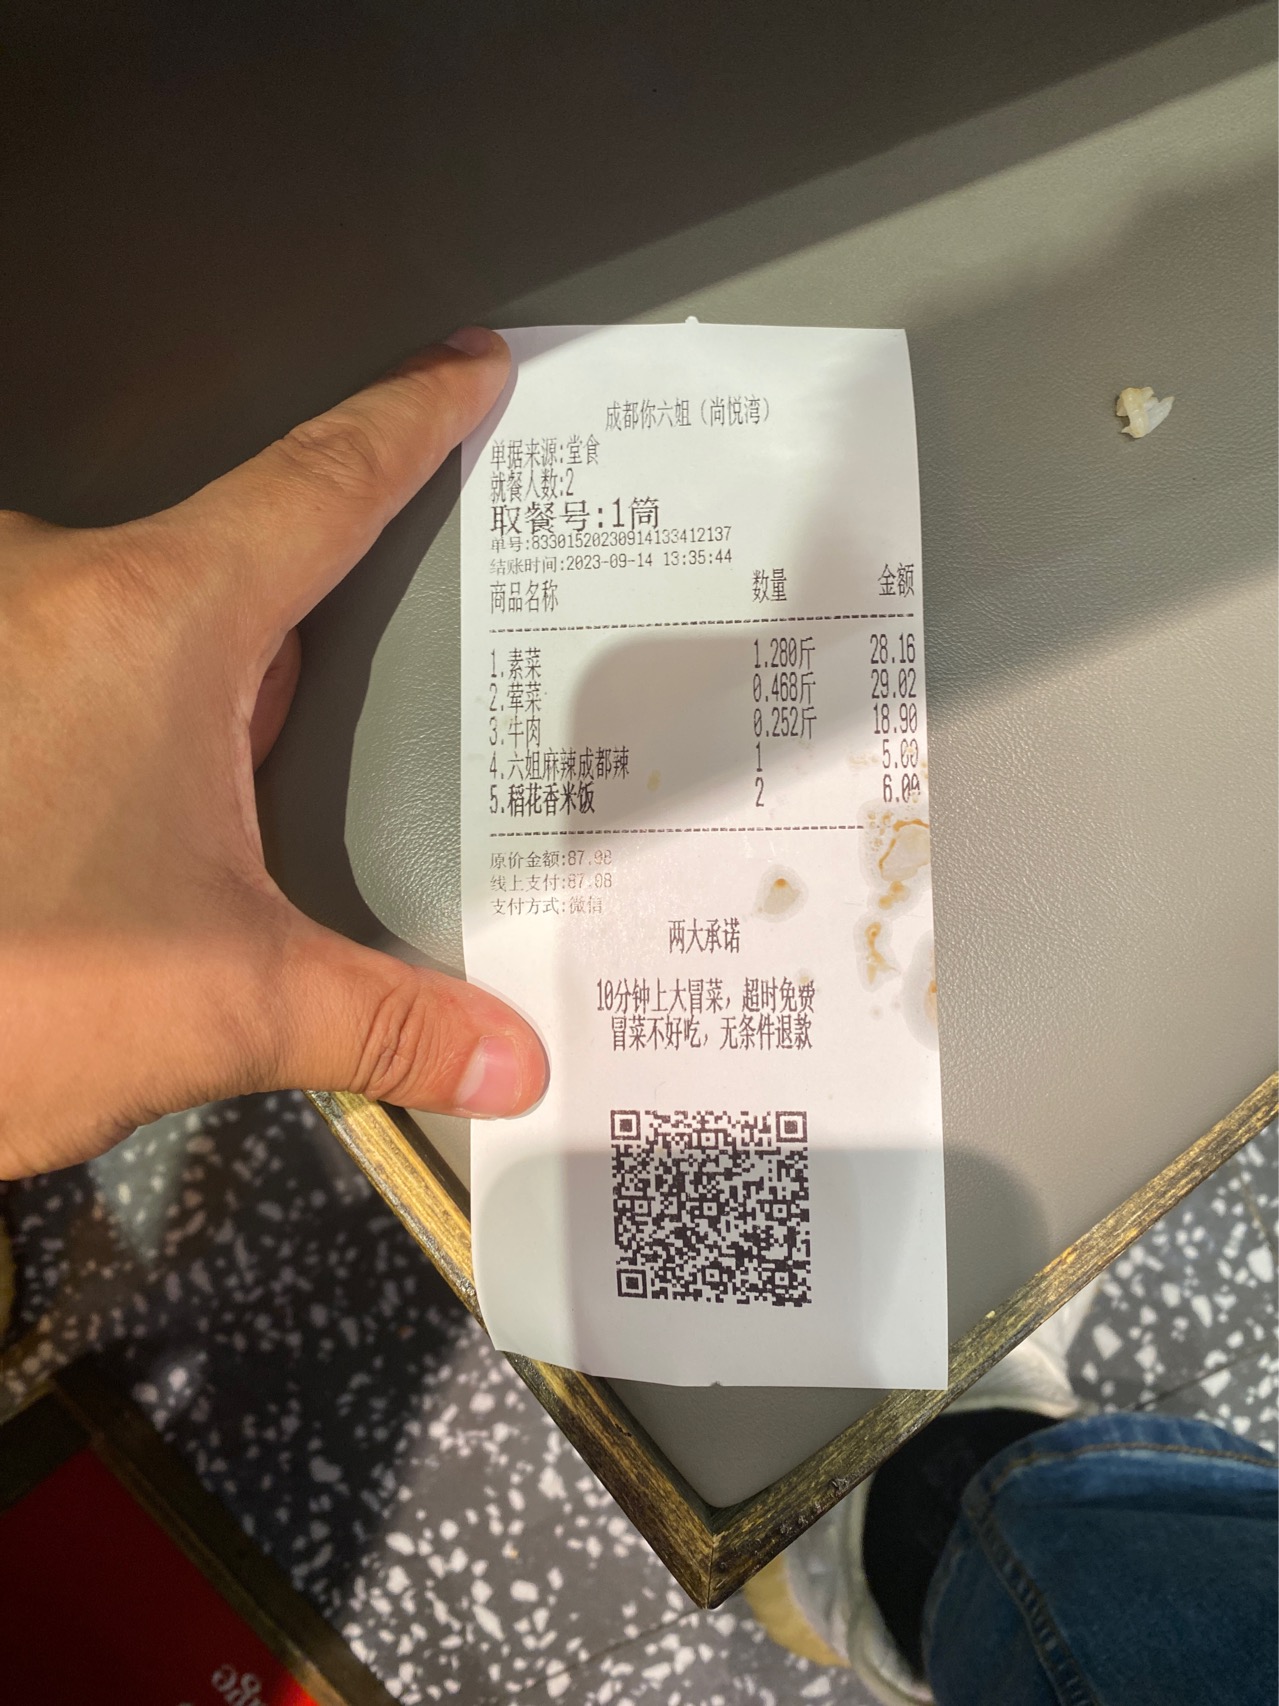 成都你六姐（尚悦湾）
单据来源:堂食
就餐人数:2
取餐号:1筒
单号:83301520230914133412137
结账时间:2023-09-14 13:35:44
商品名称 数量 金额
1.素菜 1.280斤 28.16
2.荤菜 0.468斤 29.02
3.牛肉 0.252斤 18.90
4.六姐麻辣成都辣 1 5.00
5.稻花香米饭 2 6.00
原价金额:87.08
线上支付:87.08
支付方式:微信
两大承诺
10分钟上大冒菜，超时免费
冒菜不好吃，无条件退款